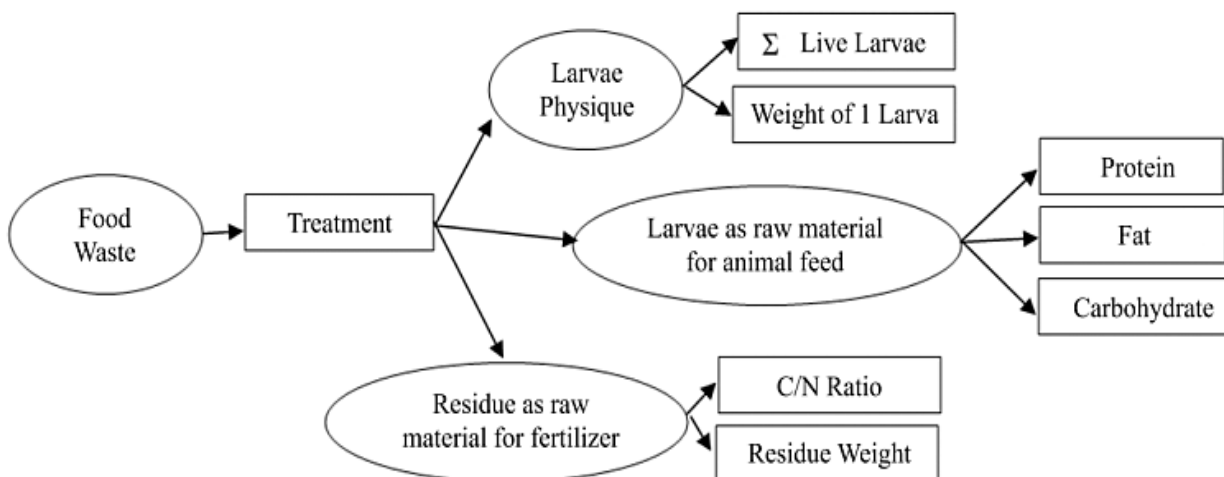 Food
Waste
Treatment
Larvae
Physique
Σ Live Larvae
Weight of 1 Larva
Larvae as raw material
for animal feed
Protein
Fat
Carbohydrate
Residue as raw
material for fertilizer
C/N Ratio
Residue Weight